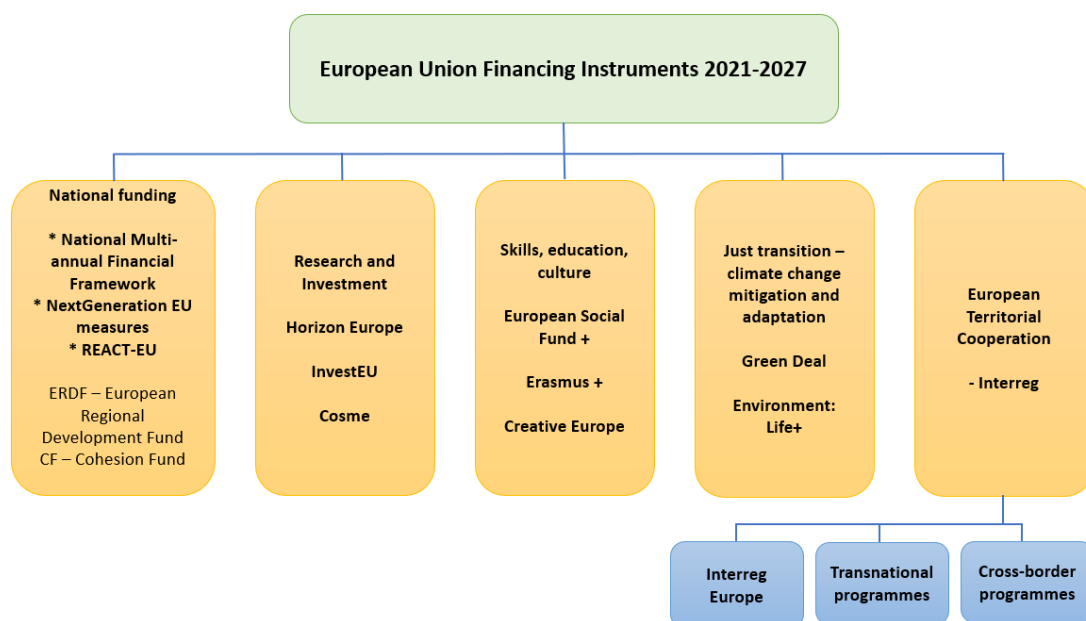 European Union Financing Instruments 2021-2027
National funding
* National Multi-
annual Financial
Framework
* NextGeneration EU
measures
* REACT-EU
ERDF – European
Regional
Development Fund
CF – Cohesion Fund
Research and
Investment
Horizon Europe
InvestEU
Cosme
Skills, education,
culture
European Social
Fund +
Erasmus +
Creative Europe
Just transition –
climate change
mitigation and
adaptation
Green Deal
Environment:
Life+
European
Territorial
Cooperation
- Interreg
Interreg
Europe
Transnational
programmes
Cross-border
programmes